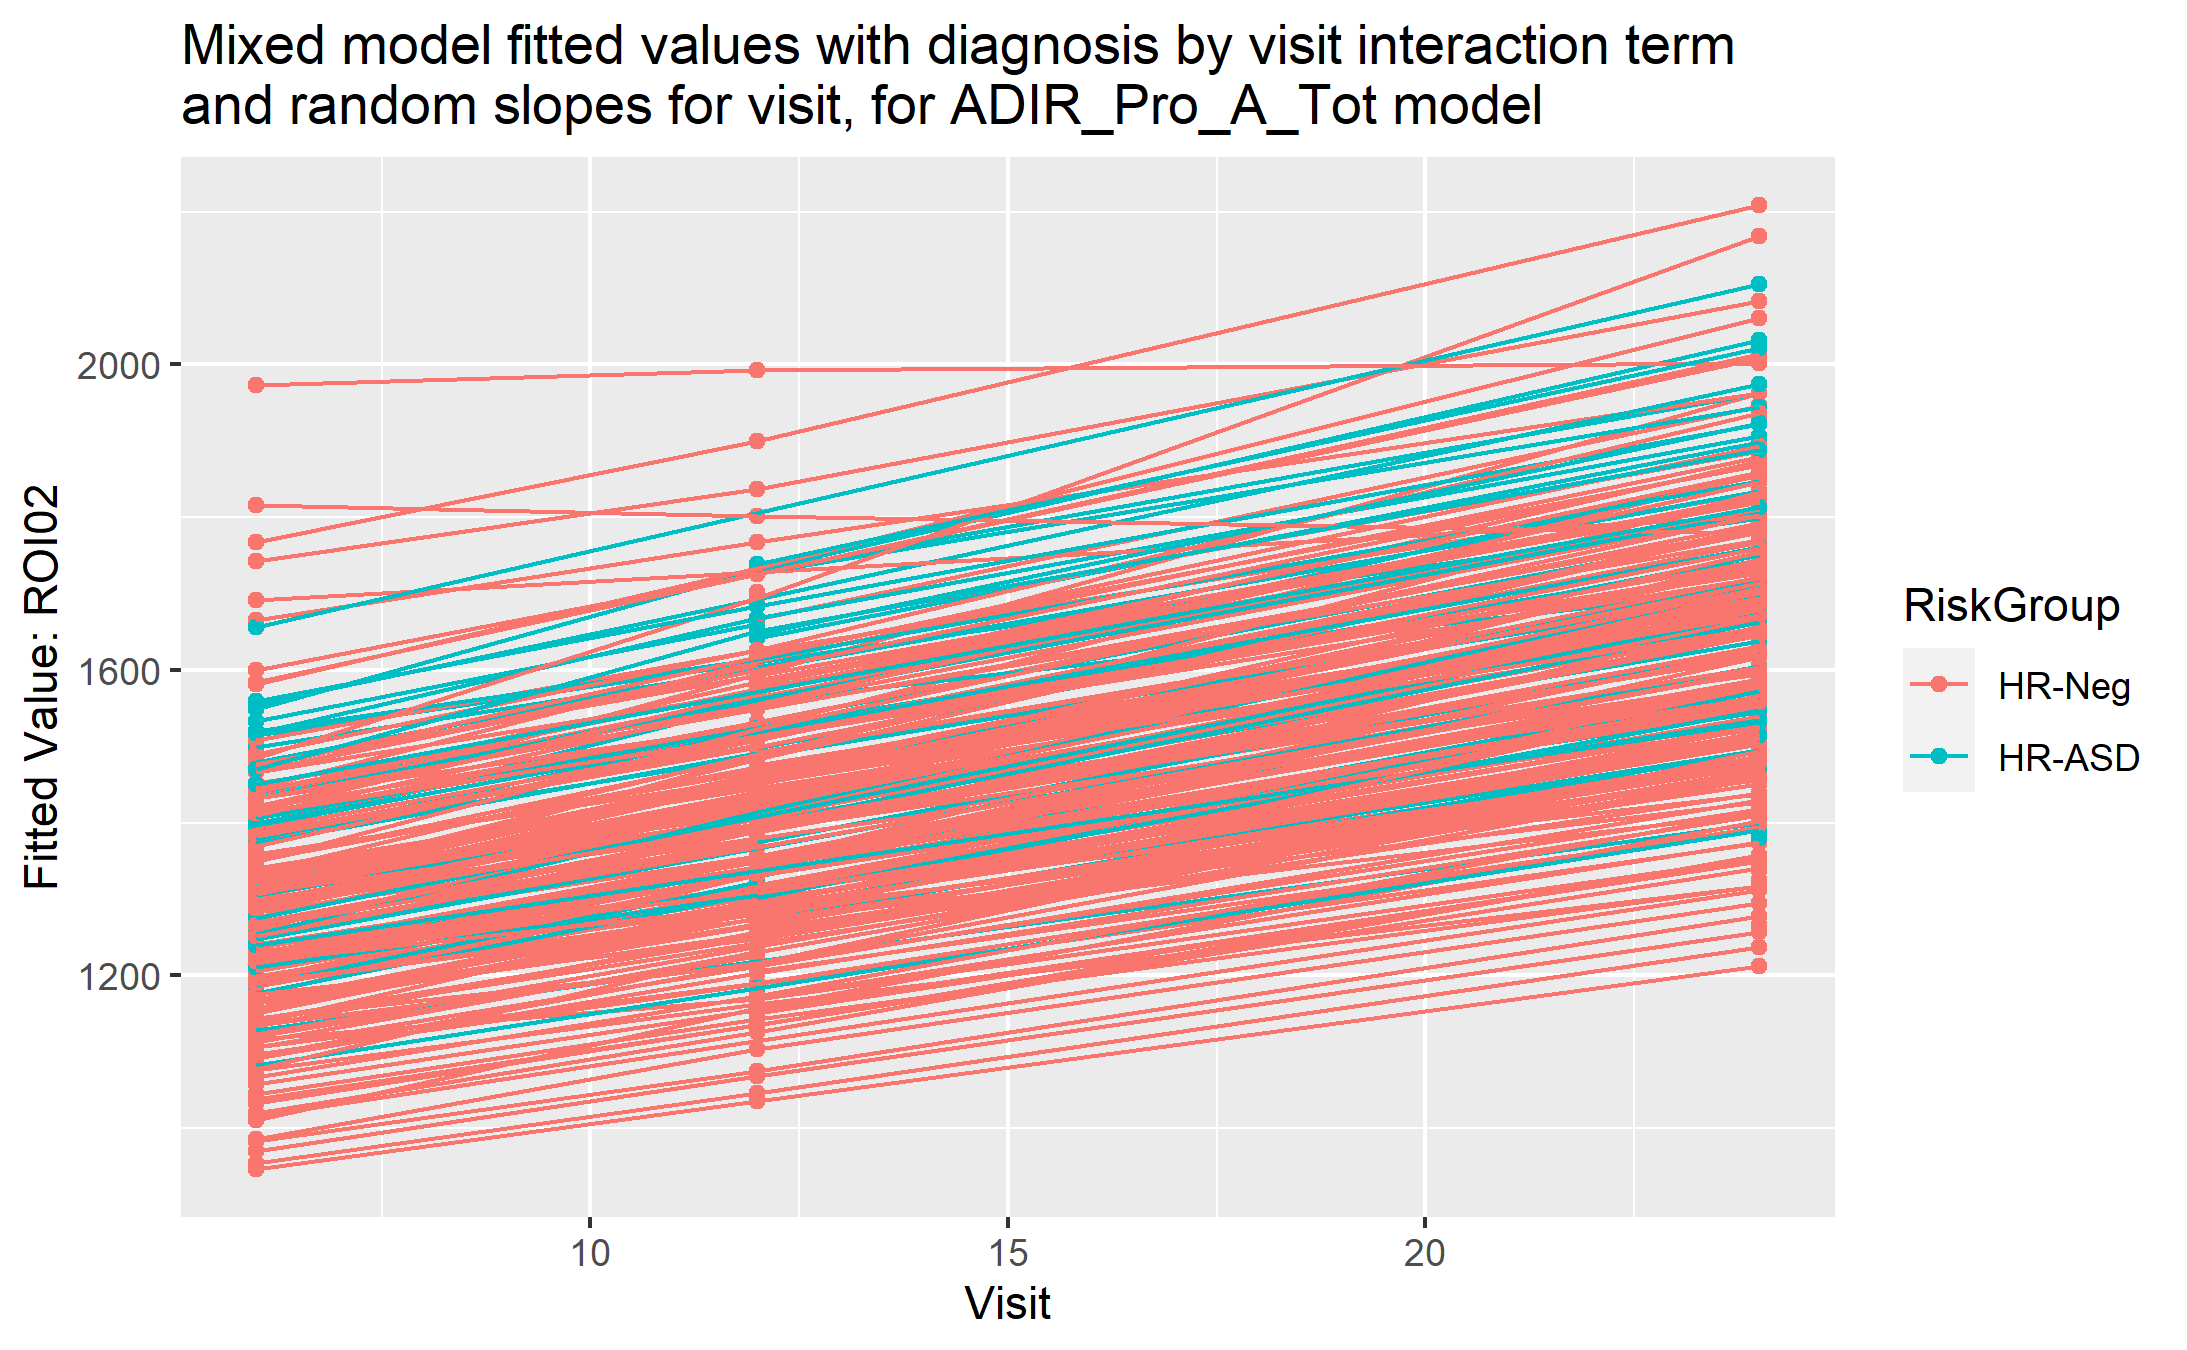 Mixed model fitted values with diagnosis by visit interaction term
and random slopes for visit, for ADIR_Pro_A_Tot model
Fitted Value: ROI02
2000
1600
1200
10
15
20
Visit
RiskGroup
HR-Neg
HR-ASD